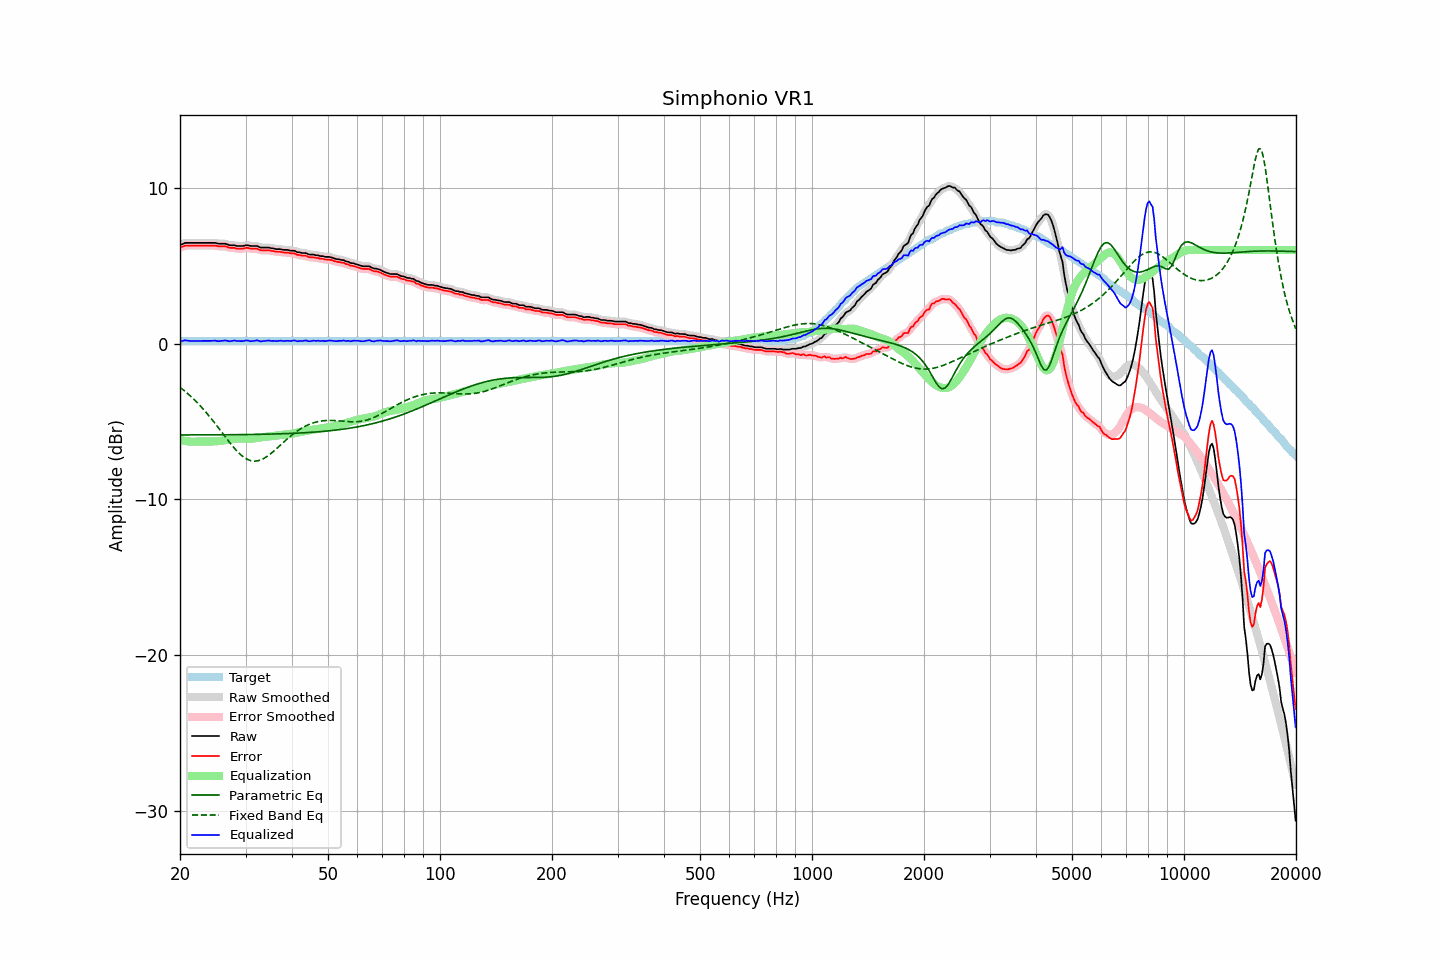 Simphonio VR1
Amplitude (dBr)
10
0
−10
−20
−30
Target
Raw Smoothed
Error Smoothed
Raw
Error
Equalization
Parametric Eq
Fixed Band Eq
Equalized
20 50 100 200 500 1000 2000 5000 10000 20000
Frequency (Hz)